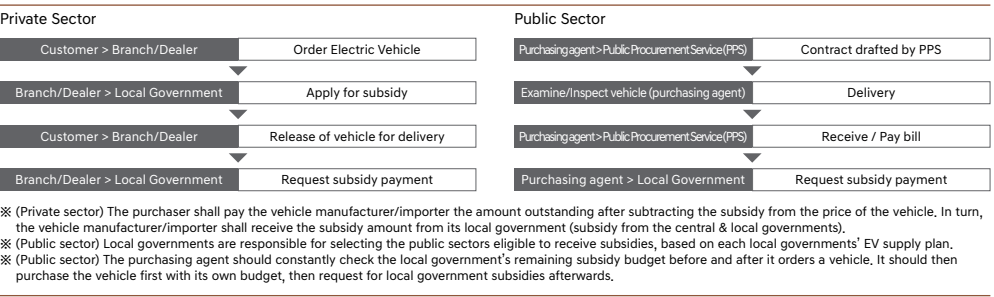 Private Sector
Customer > Branch/Dealer Order Electric Vehicle
Branch/Dealer > Local Government Apply for subsidy
Customer > Branch/Dealer Release of vehicle for delivery
Branch/Dealer > Local Government Request subsidy payment
Public Sector
Purchasing agent > Public Procurement Service (PPS) Contract drafted by PPS
Examine/Inspect vehicle (purchasing agent) Delivery
Purchasing agent > Public Procurement Service (PPS) Receive / Pay bill
Purchasing agent > Local Government Request subsidy payment
※ (Private sector) The purchaser shall pay the vehicle manufacturer/importer the amount outstanding after subtracting the subsidy from the price of the vehicle. In turn,
the vehicle manufacturer/importer shall receive the subsidy amount from its local government (subsidy from the central & local governments).
※ (Public sector) Local governments are responsible for selecting the public sectors eligible to receive subsidies, based on each local governments' EV supply plan.
※ (Public sector) The purchasing agent should constantly check the local government's remaining subsidy budget before and after it orders a vehicle. It should then
purchase the vehicle first with its own budget, then request for local government subsidies afterwards.